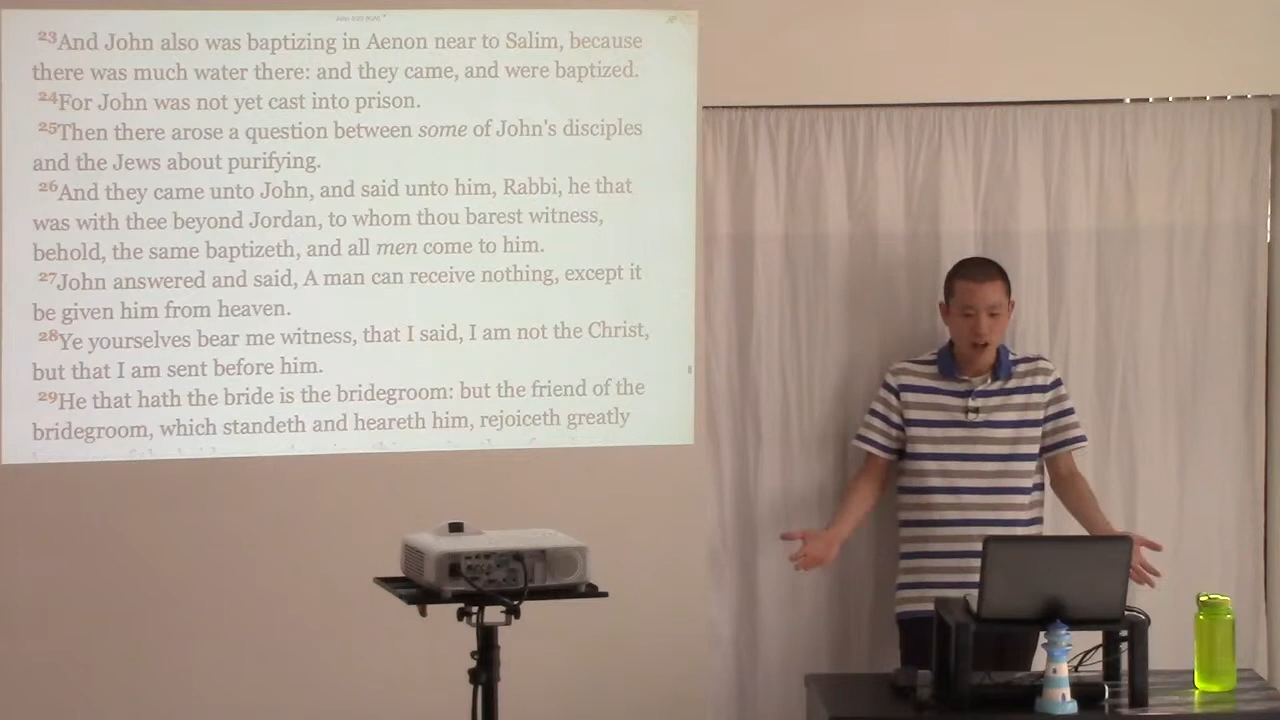 23And John also was baptizing in Aenon near to Salim, because
there was much water there: and they came, and were baptized.
24For John was not yet cast into prison.
25Then there arose a question between some of John's disciples
and the Jews about purifying.
26And they came unto John, and said unto him, Rabbi, he that
was with thee beyond Jordan, to whom thou barest witness,
behold, the same baptizeth, and all men come to him.
27John answered and said, A man can receive nothing, except it
be given him from heaven.
28Ye yourselves bear me witness, that I said, I am not the Christ,
but that I am sent before him.
29He that hath the bride is the bridegroom: but the friend of the
bridegroom, which standeth and heareth him, rejoiceth greatly